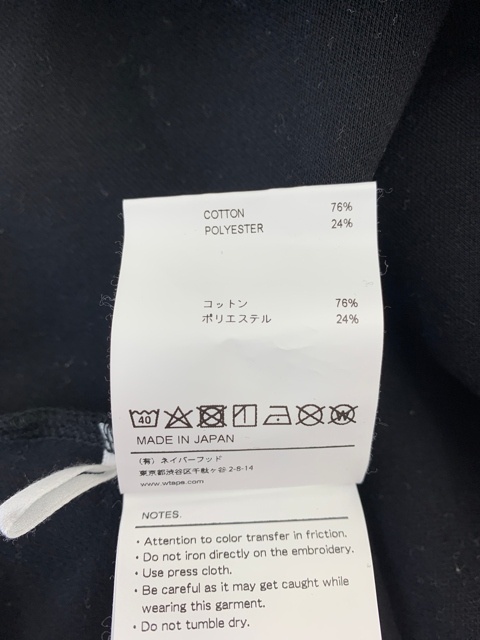 COTTON 76%
POLYESTER 24%
コットン 76%
ポリエステル 24%
40
W
MADE IN JAPAN
(有) ネイバーフッド
東京都渋谷区千駄ヶ谷 2-8-14
www.wtaps.com
NOTES.
・Attention to color transfer in friction.
・Do not iron directly on the embroidery.
・Use press cloth.
・Be careful as it may get caught while
wearing this garment.
・Do not tumble dry.